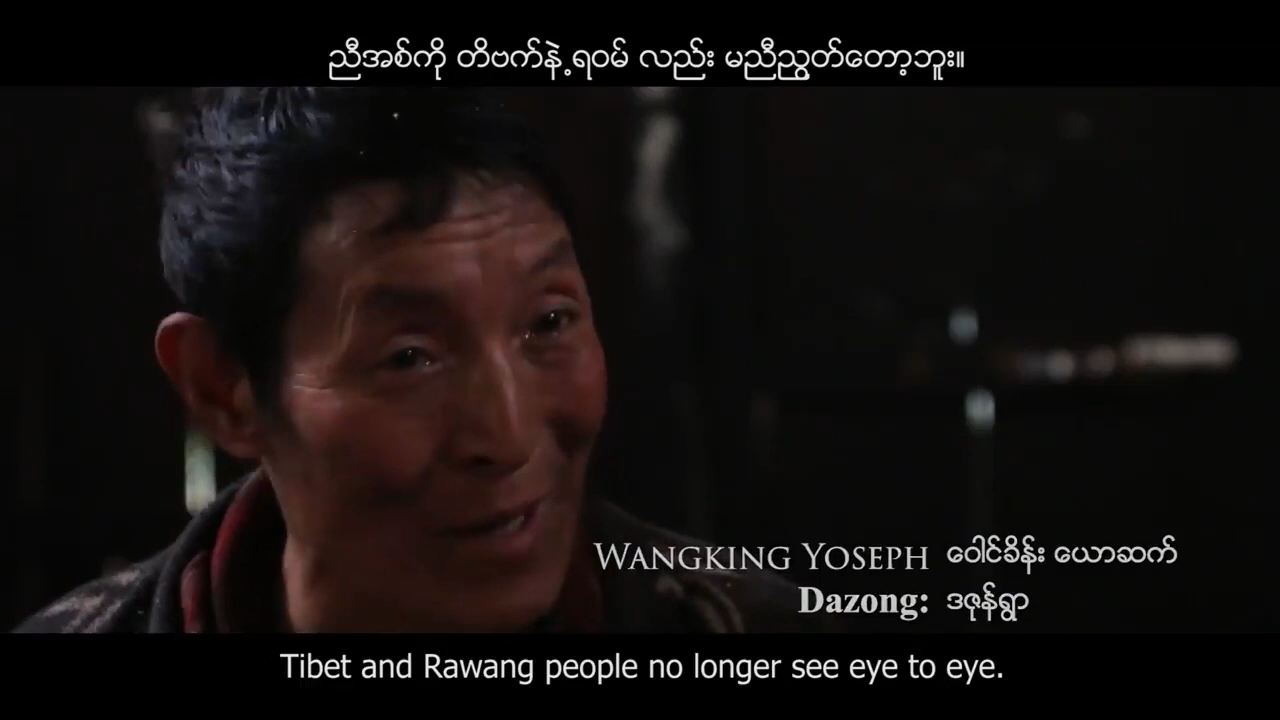 ညီအစ်ကို တိဗက်နဲ့ ရဝမ် လည်း မညီညွတ်တော့ဘူး။
WANGKING YOSEPH ဝေါင်ခိန်း ယောဆက်
Dazong: ဒဇုန်ရွာ
Tibet and Rawang people no longer see eye to eye.